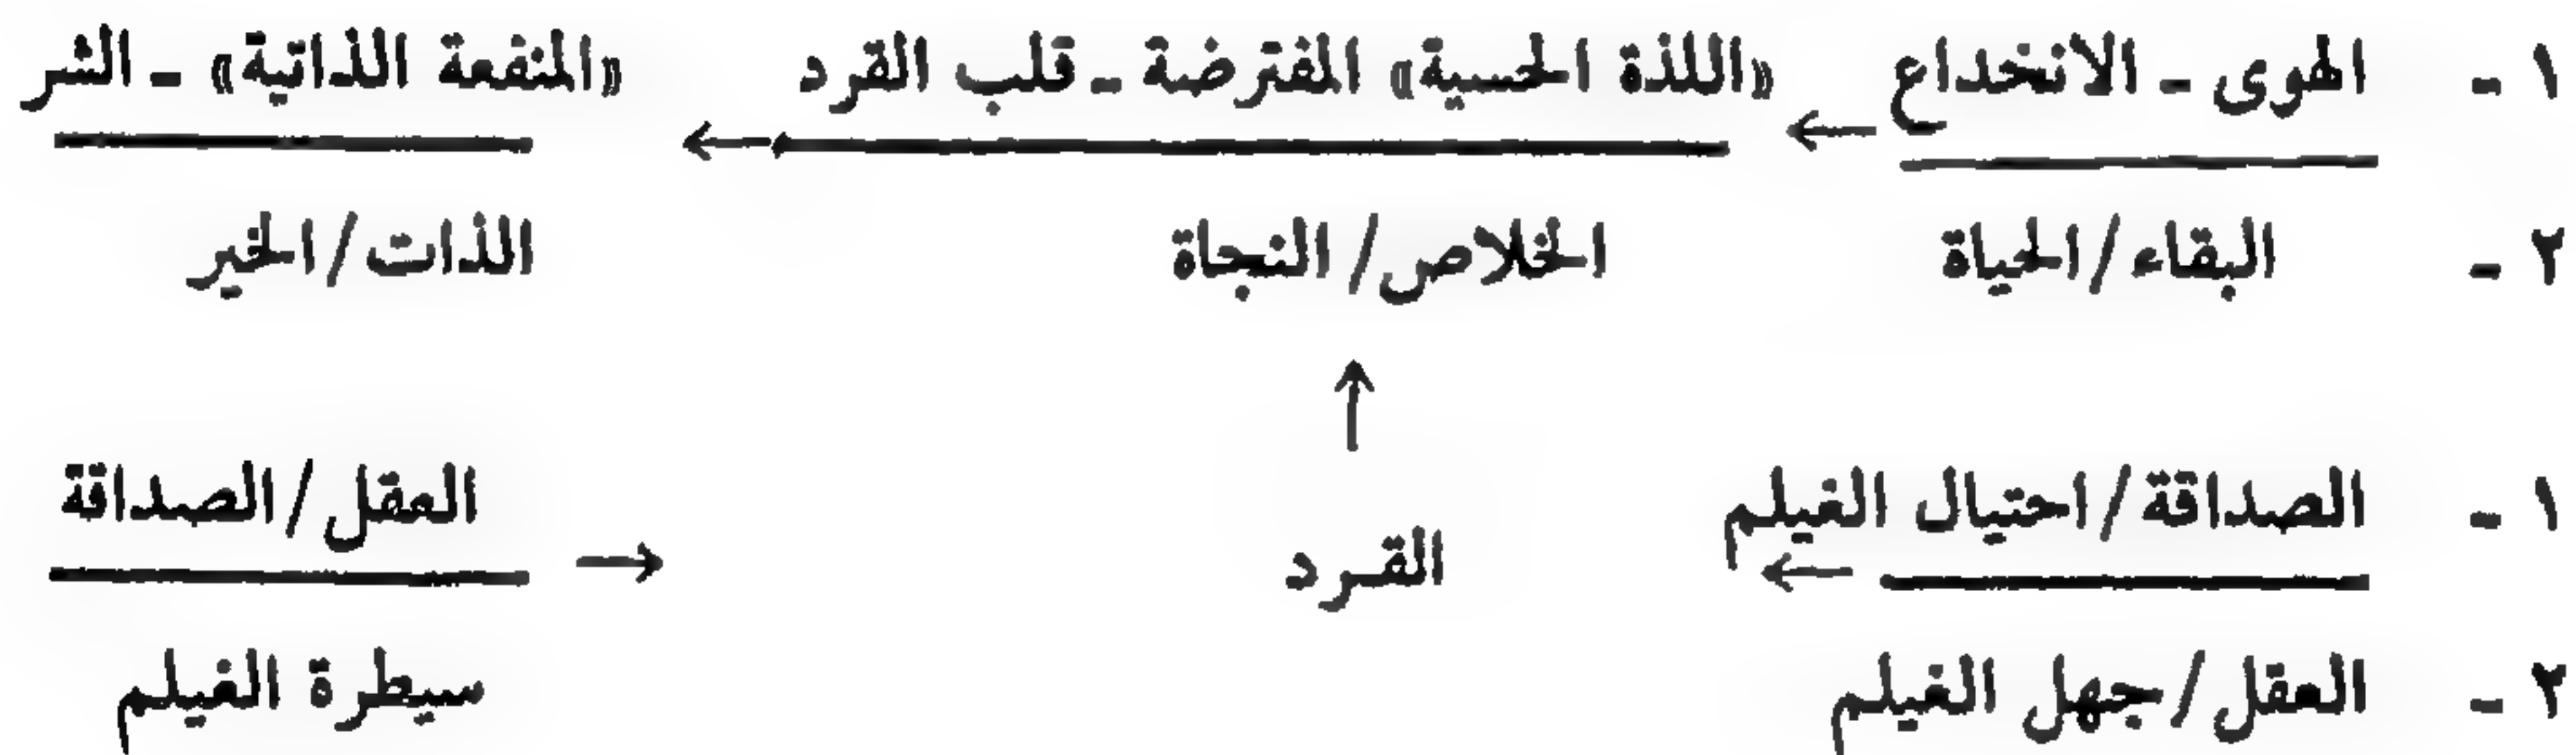 ١ - الهوى - الانخداع ← «اللذة الحسية» المفترضة - قلب القرد ← «المنفعة الذاتية» - الشر
٢ - البقاء/الحياة الخلاص/النجاة الذات/الخير
↑
١ - الصداقة/احتيال الغيلم ← القرد → العقل/الصداقة
٢ - العقل/جهل الغيلم سيطرة الغيلم